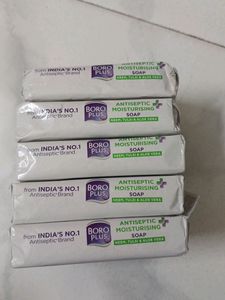 from INDIA'S NO.1
Antiseptic Brand
BORO
PLUS
ANTISEPTIC
MOISTURISING
SOAP
NEEM, TULSI & ALOE VERA
from INDIA'S NO.1
Antiseptic Brand
BORO
PLUS
ANTISEPTIC
MOISTURISING
SOAP
NEEM, TULSI & ALOE VERA
from INDIA'S NO.1
Antiseptic Brand
BORO
PLUS
ANTISEPTIC
MOISTURISING
SOAP
NEEM, TULSI & ALOE VERA
from INDIA'S NO.1
Antiseptic Brand
BORO
PLUS
ANTISEPTIC
MOISTURISING
SOAP
NEEM, TULSI & ALOE VERA
from INDIA'S NO.1
Antiseptic Brand
BORO
PLUS
ANTISEPTIC
MOISTURISING
SOAP
NEEM, TULSI & ALOE VERA